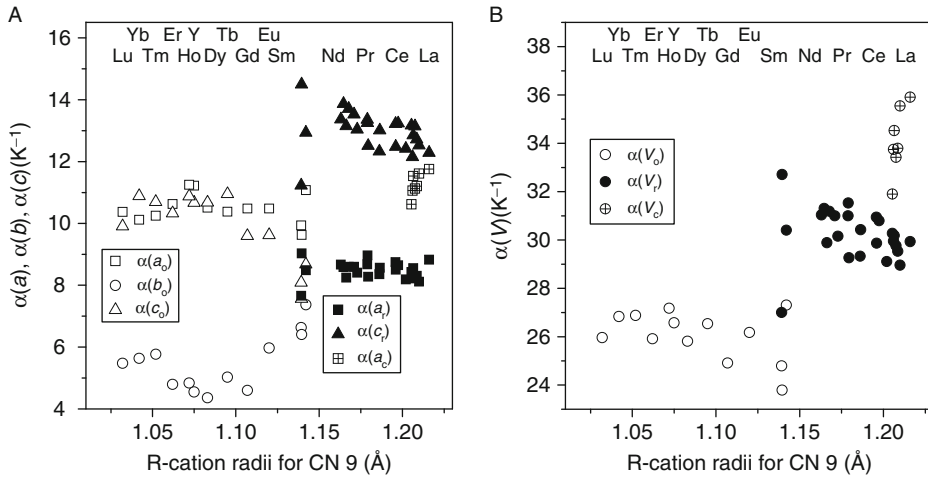 A
Yb Er Y Tb Eu
Lu Tm Ho Dy Gd Sm Nd Pr Ce La
16
14
12
10
8
6
4
α(a), α(b), α(c)(K⁻¹)
α(aₒ)
α(bₒ)
α(cₒ)
α(aᵣ)
α(cᵣ)
α(a_c)
1.05 1.10 1.15 1.20
R-cation radii for CN 9 (Å)
B
Yb Er Y Tb Eu
Lu Tm Ho Dy Gd Sm Nd Pr Ce La
38
36
34
32
30
28
26
24
α(V)(K⁻¹)
α(Vₒ)
α(Vᵣ)
α(V_c)
1.05 1.10 1.15 1.20
R-cation radii for CN 9 (Å)